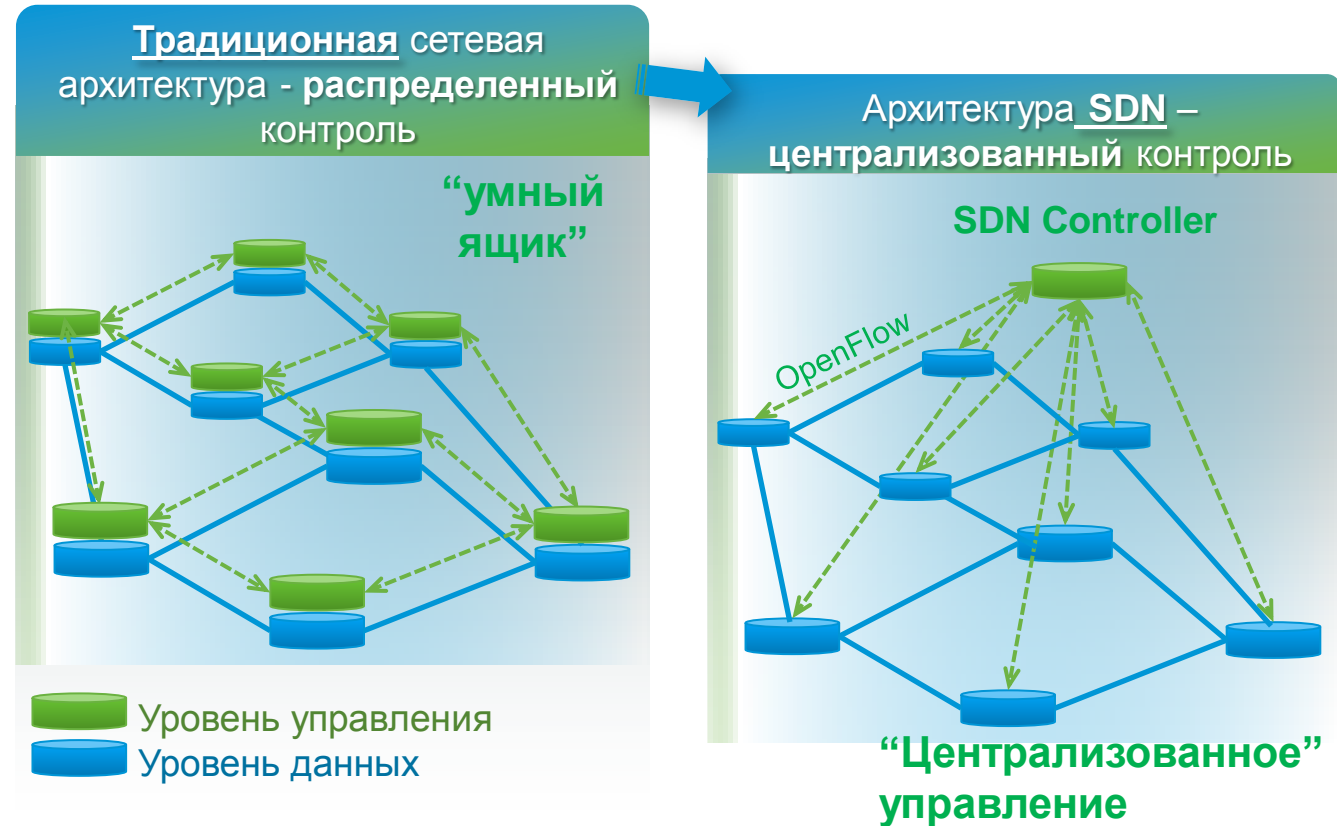 Традиционная сетевая
архитектура - распределенный
контроль
“умный
ящик”
Уровень управления
Уровень данных
Архитектура SDN –
централизованный контроль
SDN Controller
OpenFlow
“Централизованное”
управление